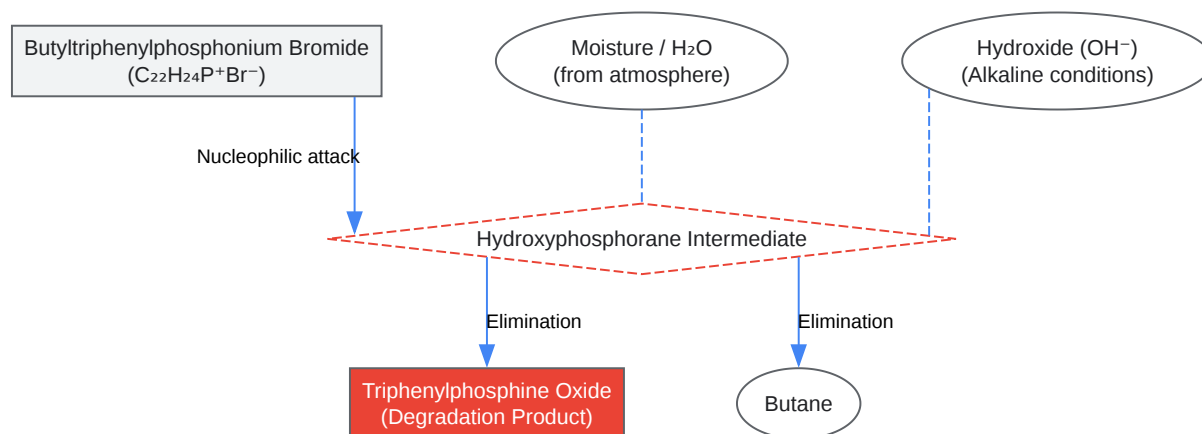 Butyltriphenylphosphonium Bromide
(C₂₂H₂₄P⁺Br⁻)
Moisture / H₂O
(from atmosphere)
Hydroxide (OH⁻)
(Alkaline conditions)
Nucleophilic attack
Hydroxyphosphorane Intermediate
Elimination
Elimination
Triphenylphosphine Oxide
(Degradation Product)
Butane